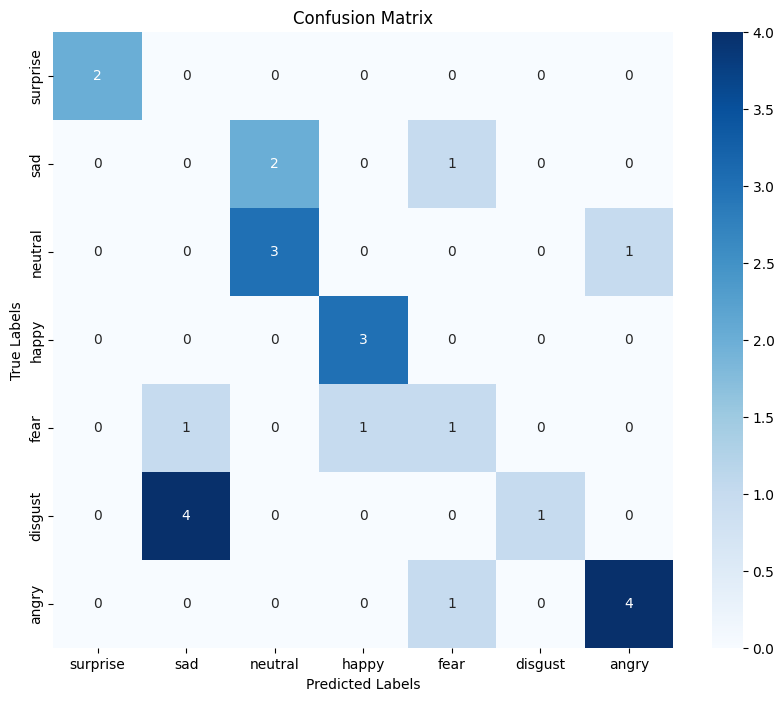 Confusion Matrix
True Labels
surprise 2 0 0 0 0 0 0
sad 0 0 2 0 1 0 0
neutral 0 0 3 0 0 0 1
happy 0 0 0 3 0 0 0
fear 0 1 0 1 1 0 0
disgust 0 4 0 0 0 1 0
angry 0 0 0 0 1 0 4
surprise sad neutral happy fear disgust angry
Predicted Labels
4.0
3.5
3.0
2.5
2.0
1.5
1.0
0.5
0.0